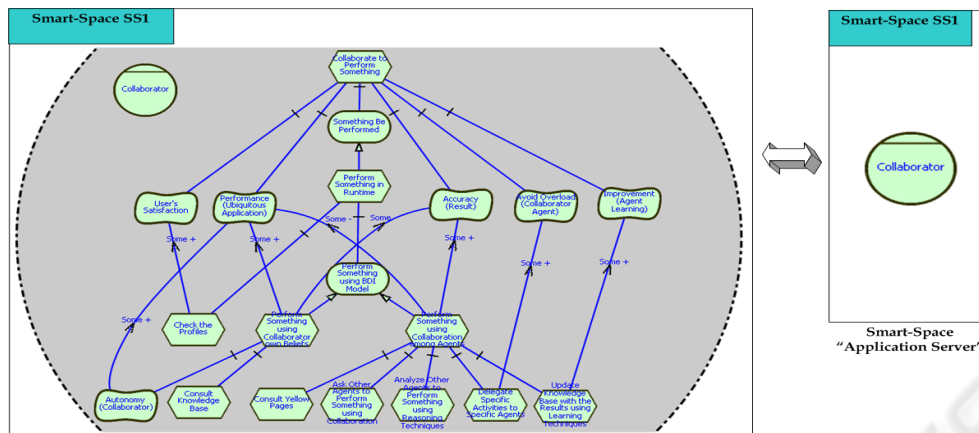 Smart-Space SS1
Smart-Space SS1
Collaborator
Collaborate to
Perform
Something
Something Be
Performed
Perform
Something in
Runtime
User's
Satisfaction
Performance
(Ubiquitous
Application)
Accuracy
(Result)
Avoid Overload
(Collaborator
Agent)
Improvement
(Agent
Learning)
Some -
Some
Some +
Some +
Some +
Some +
Some +
Some +
Perform
Something
using BDI
Model
Check the
Profiles
Perform
Something
using
Collaborator
own Beliefs
Perform
Something
using
Collaboration
among Agents
Autonomy
(Collaborator)
Consult
Knowledge
Base
Consult Yellow
Pages
Ask Other
Agents to
Perform
Something using
Collaboration
Analyze Other
Agents to
Perform
Something
using
Reasoning
Techniques
Delegate
Specific
Activities to
Specific Agents
Update
Knowledge
Base with the
Results using
Learning
Techniques
Collaborator
Smart-Space
“Application Server”